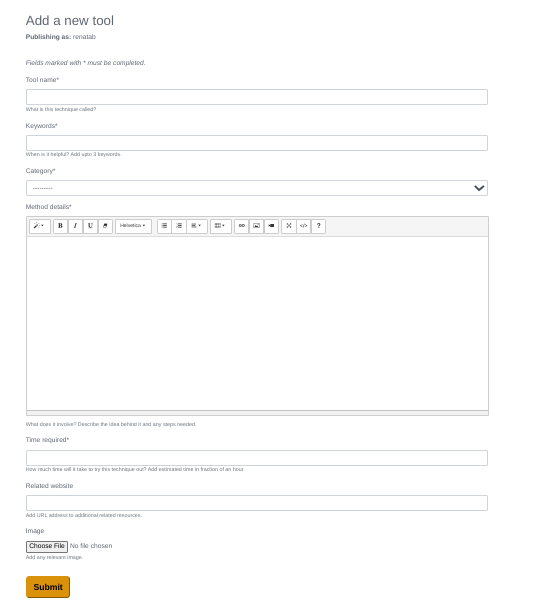 Add a new tool
Publishing as: renatab
Fields marked with * must be completed.
Tool name*
What is this technique called?
Keywords*
When is it helpful? Add upto 3 keywords.
Category*
---------
Method details*
B I U Helvetica </> ?
What does it involve? Describe the idea behind it and any steps needed.
Time required*
How much time will it take to try this technique out? Add estimated time in fraction of an hour.
Related website
Add URL address to additional related resources.
Image
Choose File No file chosen
Add any relevant image.
Submit